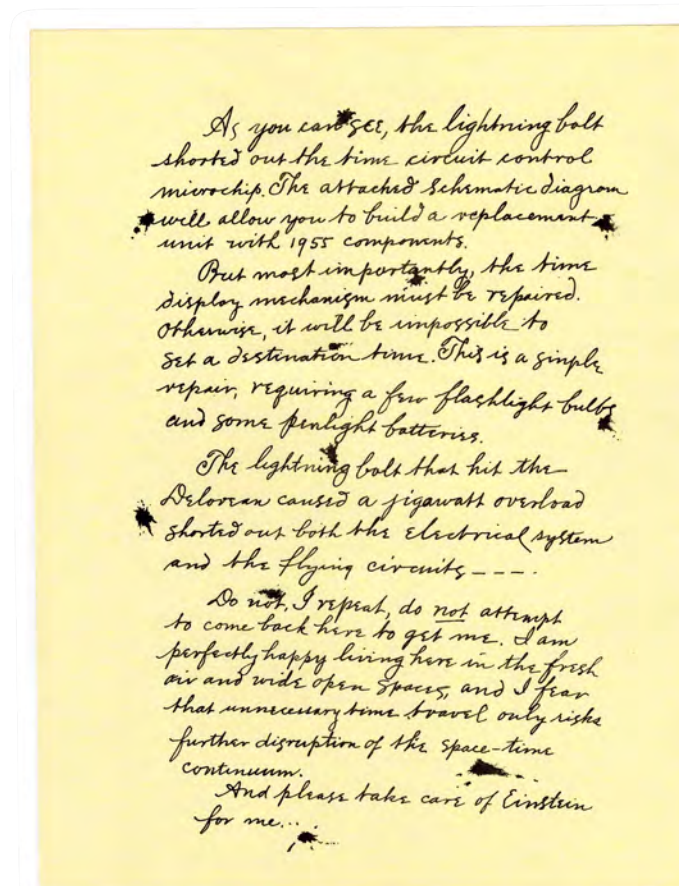 As you can see, the lightning bolt
shorted out the time circuit control
microchip. The attached schematic diagram
will allow you to build a replacement
unit with 1955 components.
But most importantly, the time
display mechanism must be repaired.
Otherwise, it will be impossible to
set a destination time. This is a simple
repair, requiring a few flashlight bulbs
and some penlight batteries.
The lightning bolt that hit the
Delorean caused a jigawatt overload
shorted out both the electrical system
and the flying circuits ----.
Do not, I repeat, do not attempt
to come back here to get me. I am
perfectly happy living here in the fresh
air and wide open spaces, and I fear
that unnecessary time travel only risks
further disruption of the space-time
continuum.
And please take care of Einstein
for me...